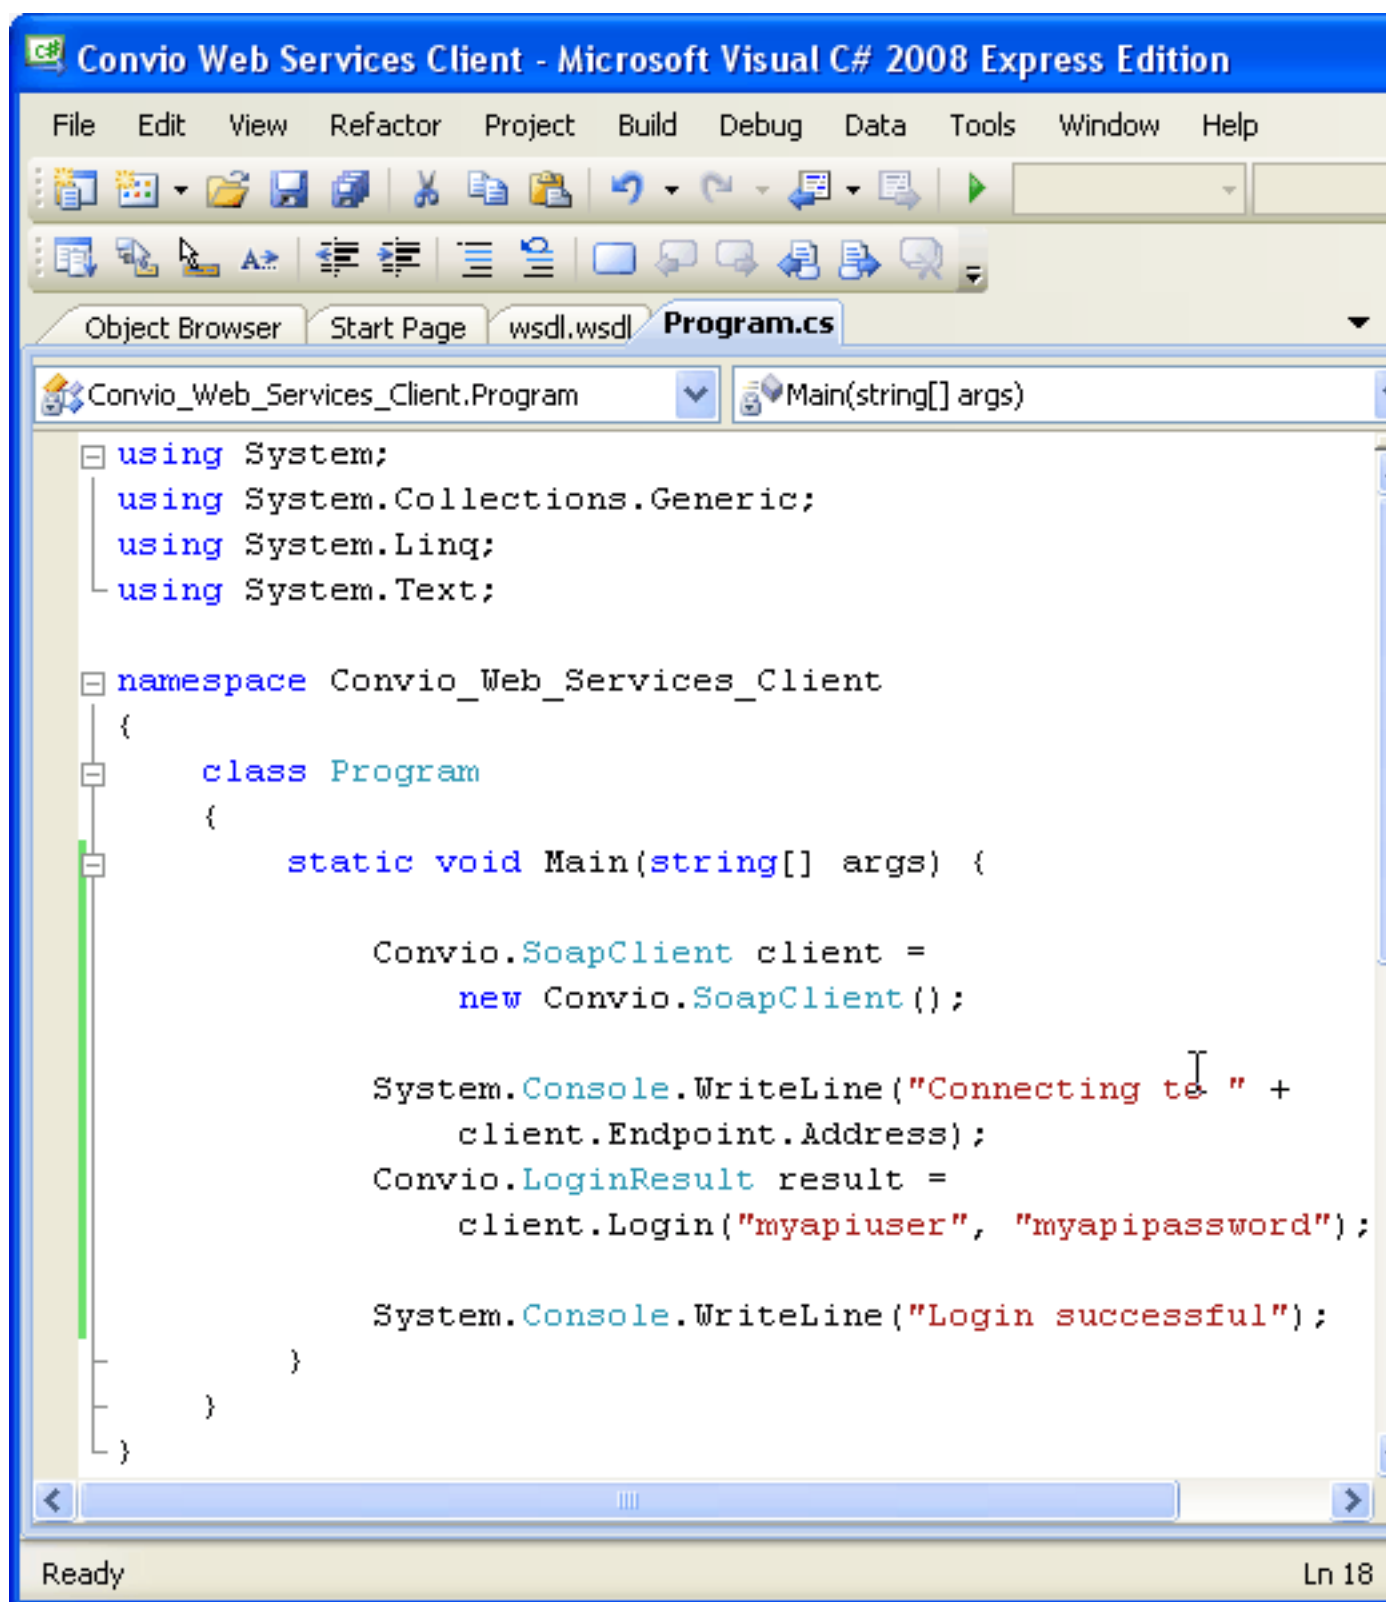 Convio Web Services Client - Microsoft Visual C# 2008 Express Edition
File Edit View Refactor Project Build Debug Data Tools Window Help
Object Browser Start Page wsdl.wsdl Program.cs
Convio_Web_Services_Client.Program Main(string[] args)
using System;
using System.Collections.Generic;
using System.Linq;
using System.Text;
namespace Convio_Web_Services_Client
{
class Program
{
static void Main(string[] args) {
Convio.SoapClient client =
new Convio.SoapClient();
System.Console.WriteLine("Connecting to " +
client.Endpoint.Address);
Convio.LoginResult result =
client.Login("myapiuser", "myapipassword");
System.Console.WriteLine("Login successful");
}
}
}
Ready Ln 18